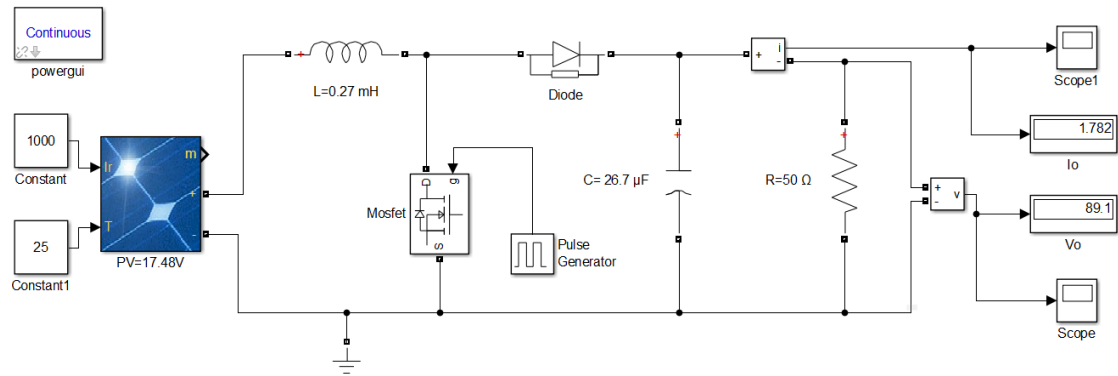 Continuous
powergui
L=0.27 mH
Diode
+
-
i
Scope1
1000
Constant
Ir
m
+
1.782
Io
D
g
S
Mosfet
C= 26.7 µF
R=50 Ω
+
-
v
89.1
Vo
25
Constant1
T
-
PV=17.48V
Pulse
Generator
Scope